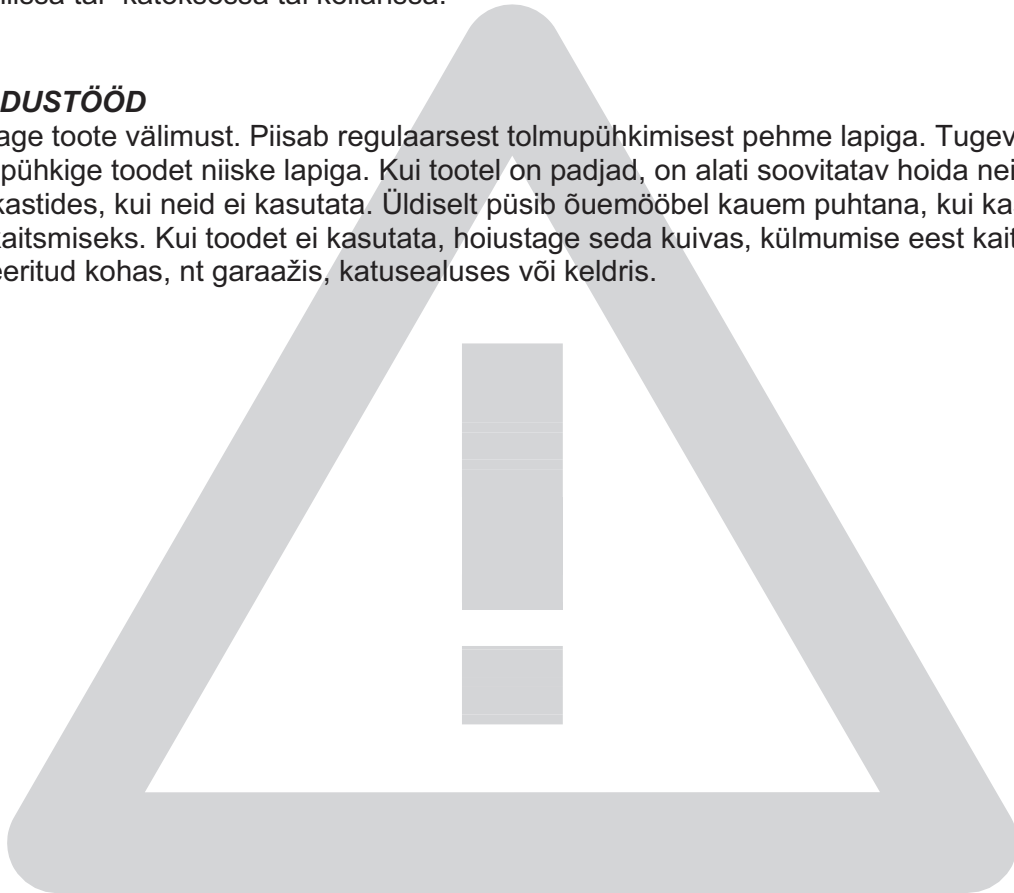 DUSTÖÖD
age toote välimust. Piisab regulaarsest tolmupühkimisest pehme lapiga. Tugev
pühkige toodet niiske lapiga. Kui tootel on padjad, on alati soovitatav hoida nei
kastides, kui neid ei kasutata. Üldiselt püsib õuemööbel kauem puhtana, kui ka
kaitsmiseks. Kui toodet ei kasutata, hoiustage seda kuivas, külmumise eest kait
eeritud kohas, nt garaažis, katusealuses või keldris.